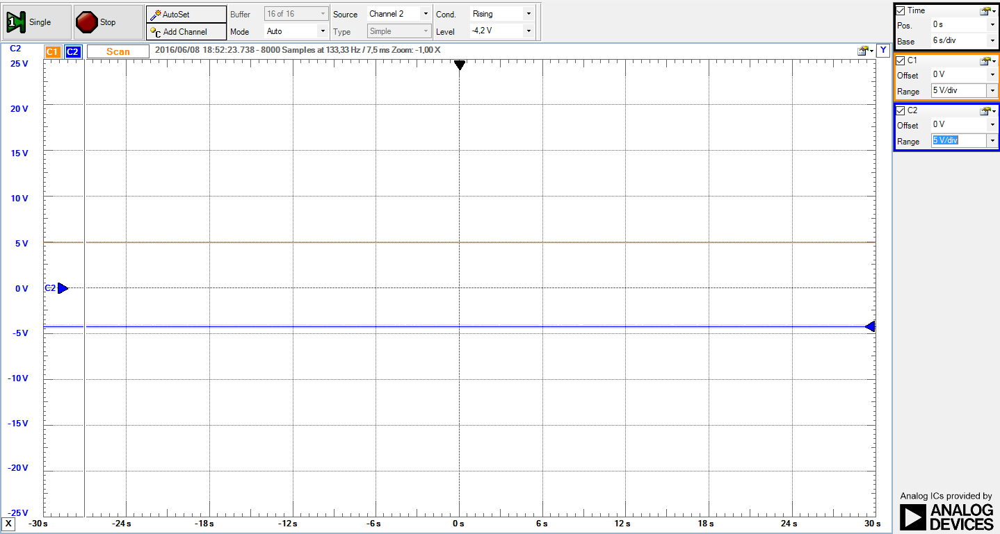 1 Single Stop AutoSet Buffer 16 of 16 Source Channel 2 Cond. Rising
C Add Channel Mode Auto Type Simple Level -4,2 V
C2 C1 C2 Scan 2016/06/08 18:52:23.738 - 8000 Samples at 133,33 Hz / 7,5 ms Zoom: -1,00 X Y
25 V
20 V
15 V
10 V
5 V
0 V C2
-5 V
-10 V
-15 V
-20 V
-25 V
X -30 s -24 s -18 s -12 s -6 s 0 s 6 s 12 s 18 s 24 s 30 s
Time
Pos. 0 s
Base 6 s/div
C1
Offset 0 V
Range 5 V/div
C2
Offset 0 V
Range 5 V/div
Analog ICs provided by
ANALOG
DEVICES